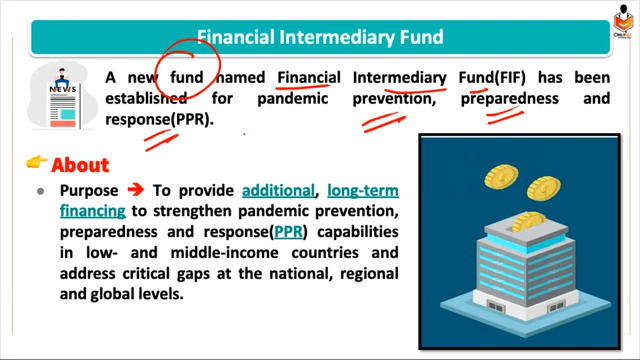 Financial Intermediary Fund
NEWS
A new fund named Financial Intermediary Fund(FIF) has been
established for pandemic prevention, preparedness and
response(PPR).
👉 About
● Purpose ➔ To provide additional, long-term
financing to strengthen pandemic prevention,
preparedness and response(PPR) capabilities
in low- and middle-income countries and
address critical gaps at the national, regional
and global levels.